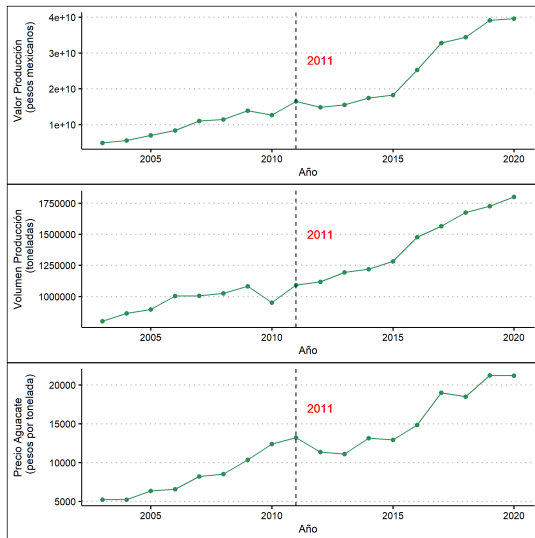 Valor Producción
(pesos mexicanos)
4e+10
3e+10
2e+10
1e+10
2011
2005
2010
2015
2020
Año
Volumen Producción
(toneladas)
1750000
1500000
1250000
1000000
2011
2005
2010
2015
2020
Año
Precio Aguacate
(pesos por tonelada)
20000
15000
10000
5000
2011
2005
2010
2015
2020
Año